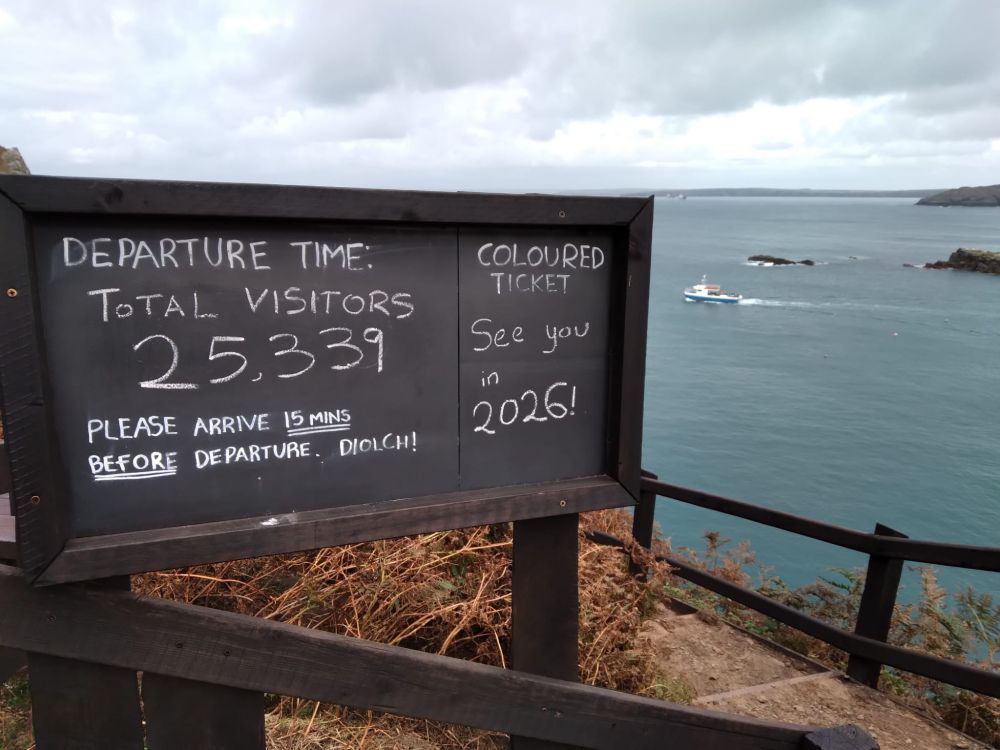 DEPARTURE TIME:
TOTAL VISITORS
25,339
PLEASE ARRIVE 15 MINS
BEFORE DEPARTURE. DIOLCH!
COLOURED
TICKET
See you
in
2026!